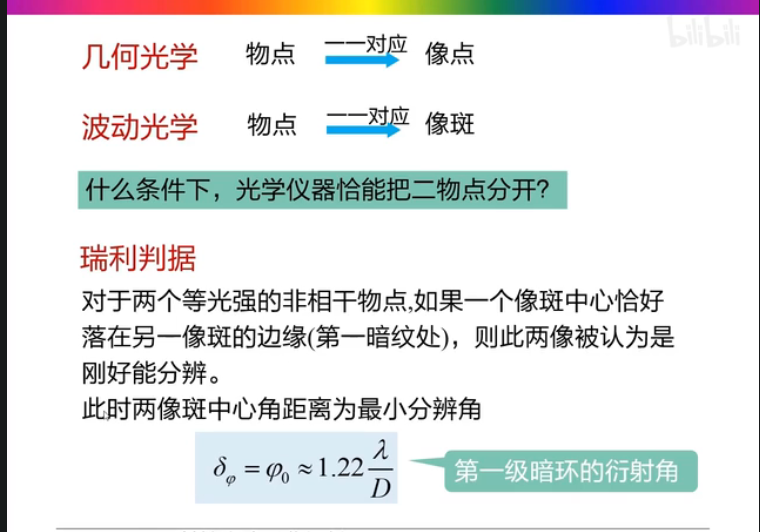 bilibili
几何光学 物点 一一对应 像点
波动光学 物点 一一对应 像斑
什么条件下，光学仪器恰能把二物点分开?
瑞利判据
对于两个等光强的非相干物点,如果一个像斑中心恰好
落在另一像斑的边缘(第一暗纹处)，则此两像被认为是
刚好能分辨。
此时两像斑中心角距离为最小分辨角
δφ = φ0 ≈ 1.22 λ/D 第一级暗环的衍射角